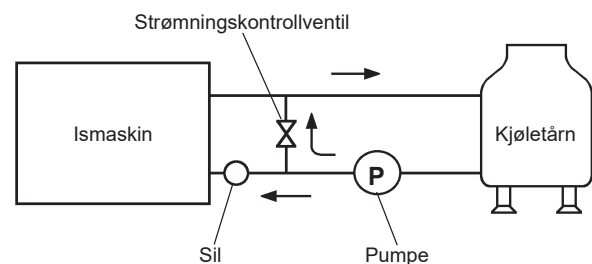 Strømningskontrollventil
Ismaskin
Kjøletårn
P
Sil
Pumpe